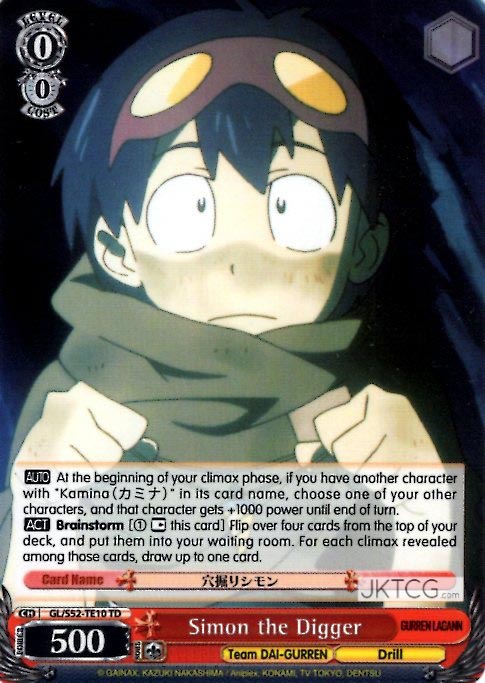 LEVEL
0
0
COST
AUTO At the beginning of your climax phase, if you have another character
with "Kamina(カミナ)" in its card name, choose one of your other
characters, and that character gets +1000 power until end of turn.
ACT Brainstorm [① this card] Flip over four cards from the top of your
deck, and put them into your waiting room. For each climax revealed
among those cards, draw up to one card.
Card Name 穴掘りシモン
JKTCG.com
CH GL/S52-TE10 TD
POWER 500 SOUL
Simon the Digger
GURREN LAGANN
Team DAI-GURREN Drill
© GAINAX, KAZUKI NAKASHIMA / Aniplex, KONAMI, TV TOKYO, DENTSU